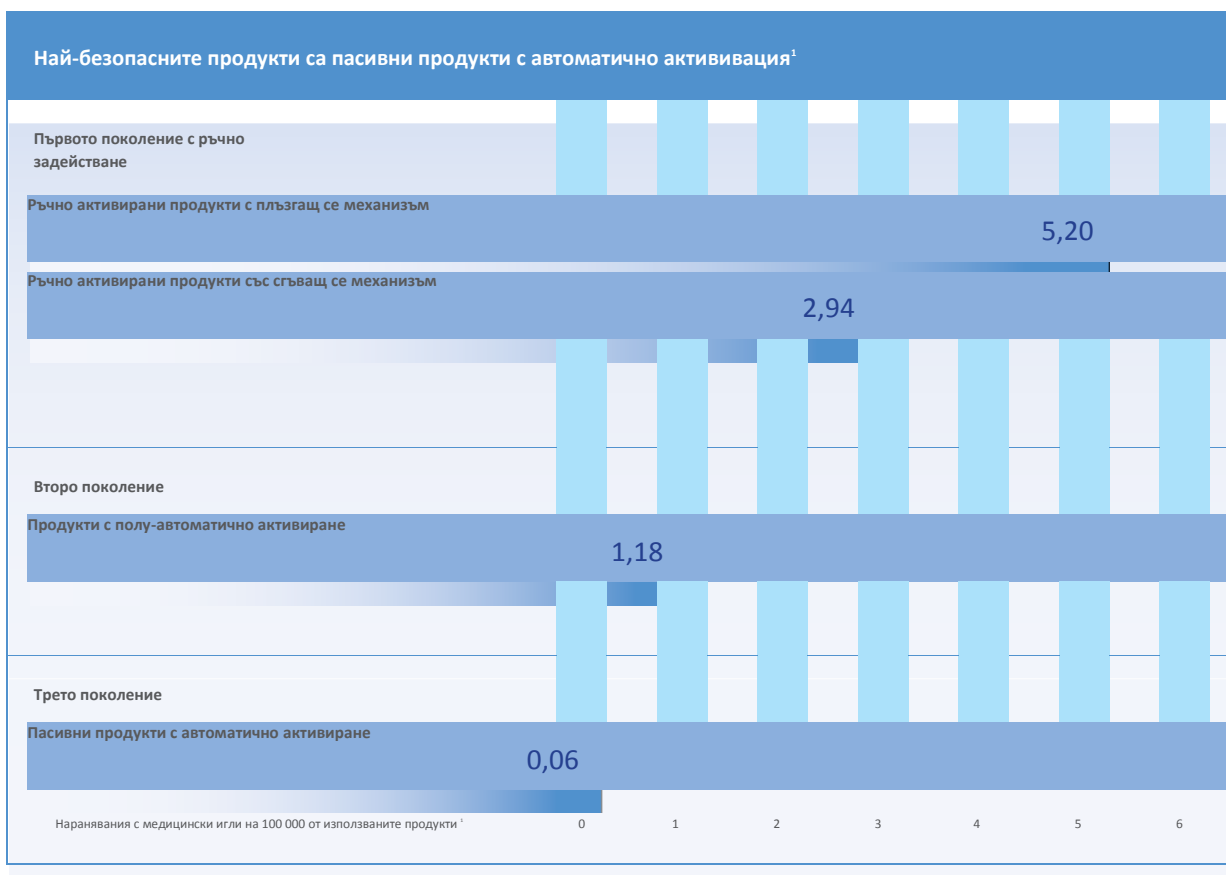 Най-безопасните продукти са пасивни продукти с автоматично актививация¹
Първото поколение с ръчно
задействане
Ръчно активирани продукти с плъзгащ се механизъм
5,20
Ръчно активирани продукти със сгъващ се механизъм
2,94
Второ поколение
Продукти с полу-автоматично активиране
1,18
Трето поколение
Пасивни продукти с автоматично активиране
0,06
Наранявания с медицински игли на 100 000 от използваните продукти ¹ 0 1 2 3 4 5 6